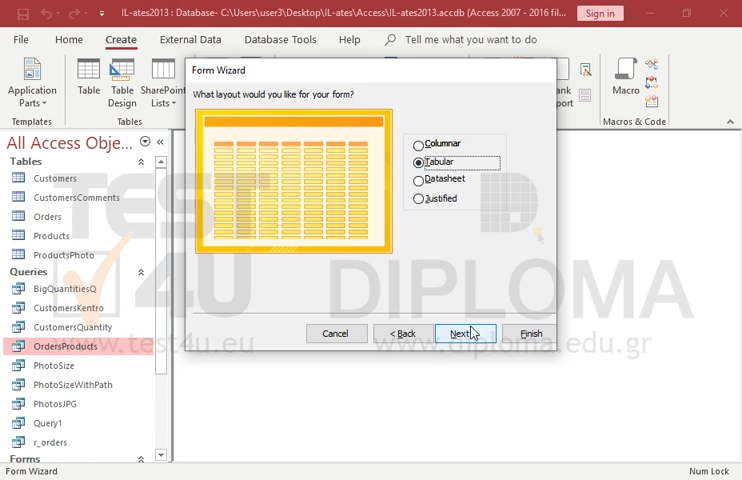 IL-ates2013 : Database- C:\Users\user3\Desktop\IL-ates\Access\IL-ates2013.accdb (Access 2007 - 2016 fil...
Sign in
File Home Create External Data Database Tools Help Tell me what you want to do
Application Parts
Table
Table Design
SharePoint Lists
Macro
Templates
Tables
Macros & Code
Form Wizard
What layout would you like for your form?
Columnar
Tabular
Datasheet
Justified
Cancel
< Back
Next
Finish
All Access Obje...
Tables
Customers
CustomersComments
Orders
Products
ProductsPhoto
Queries
BigQuantitiesQ
CustomersKentro
CustomersQuantity
OrdersProducts
PhotoSize
PhotoSizeWithPath
PhotosJPG
Query1
r_orders
Forms
TEST
4U
DIPLOMA
www.test4u.eu
www.diploma.edu.gr
Form Wizard
Num Lock